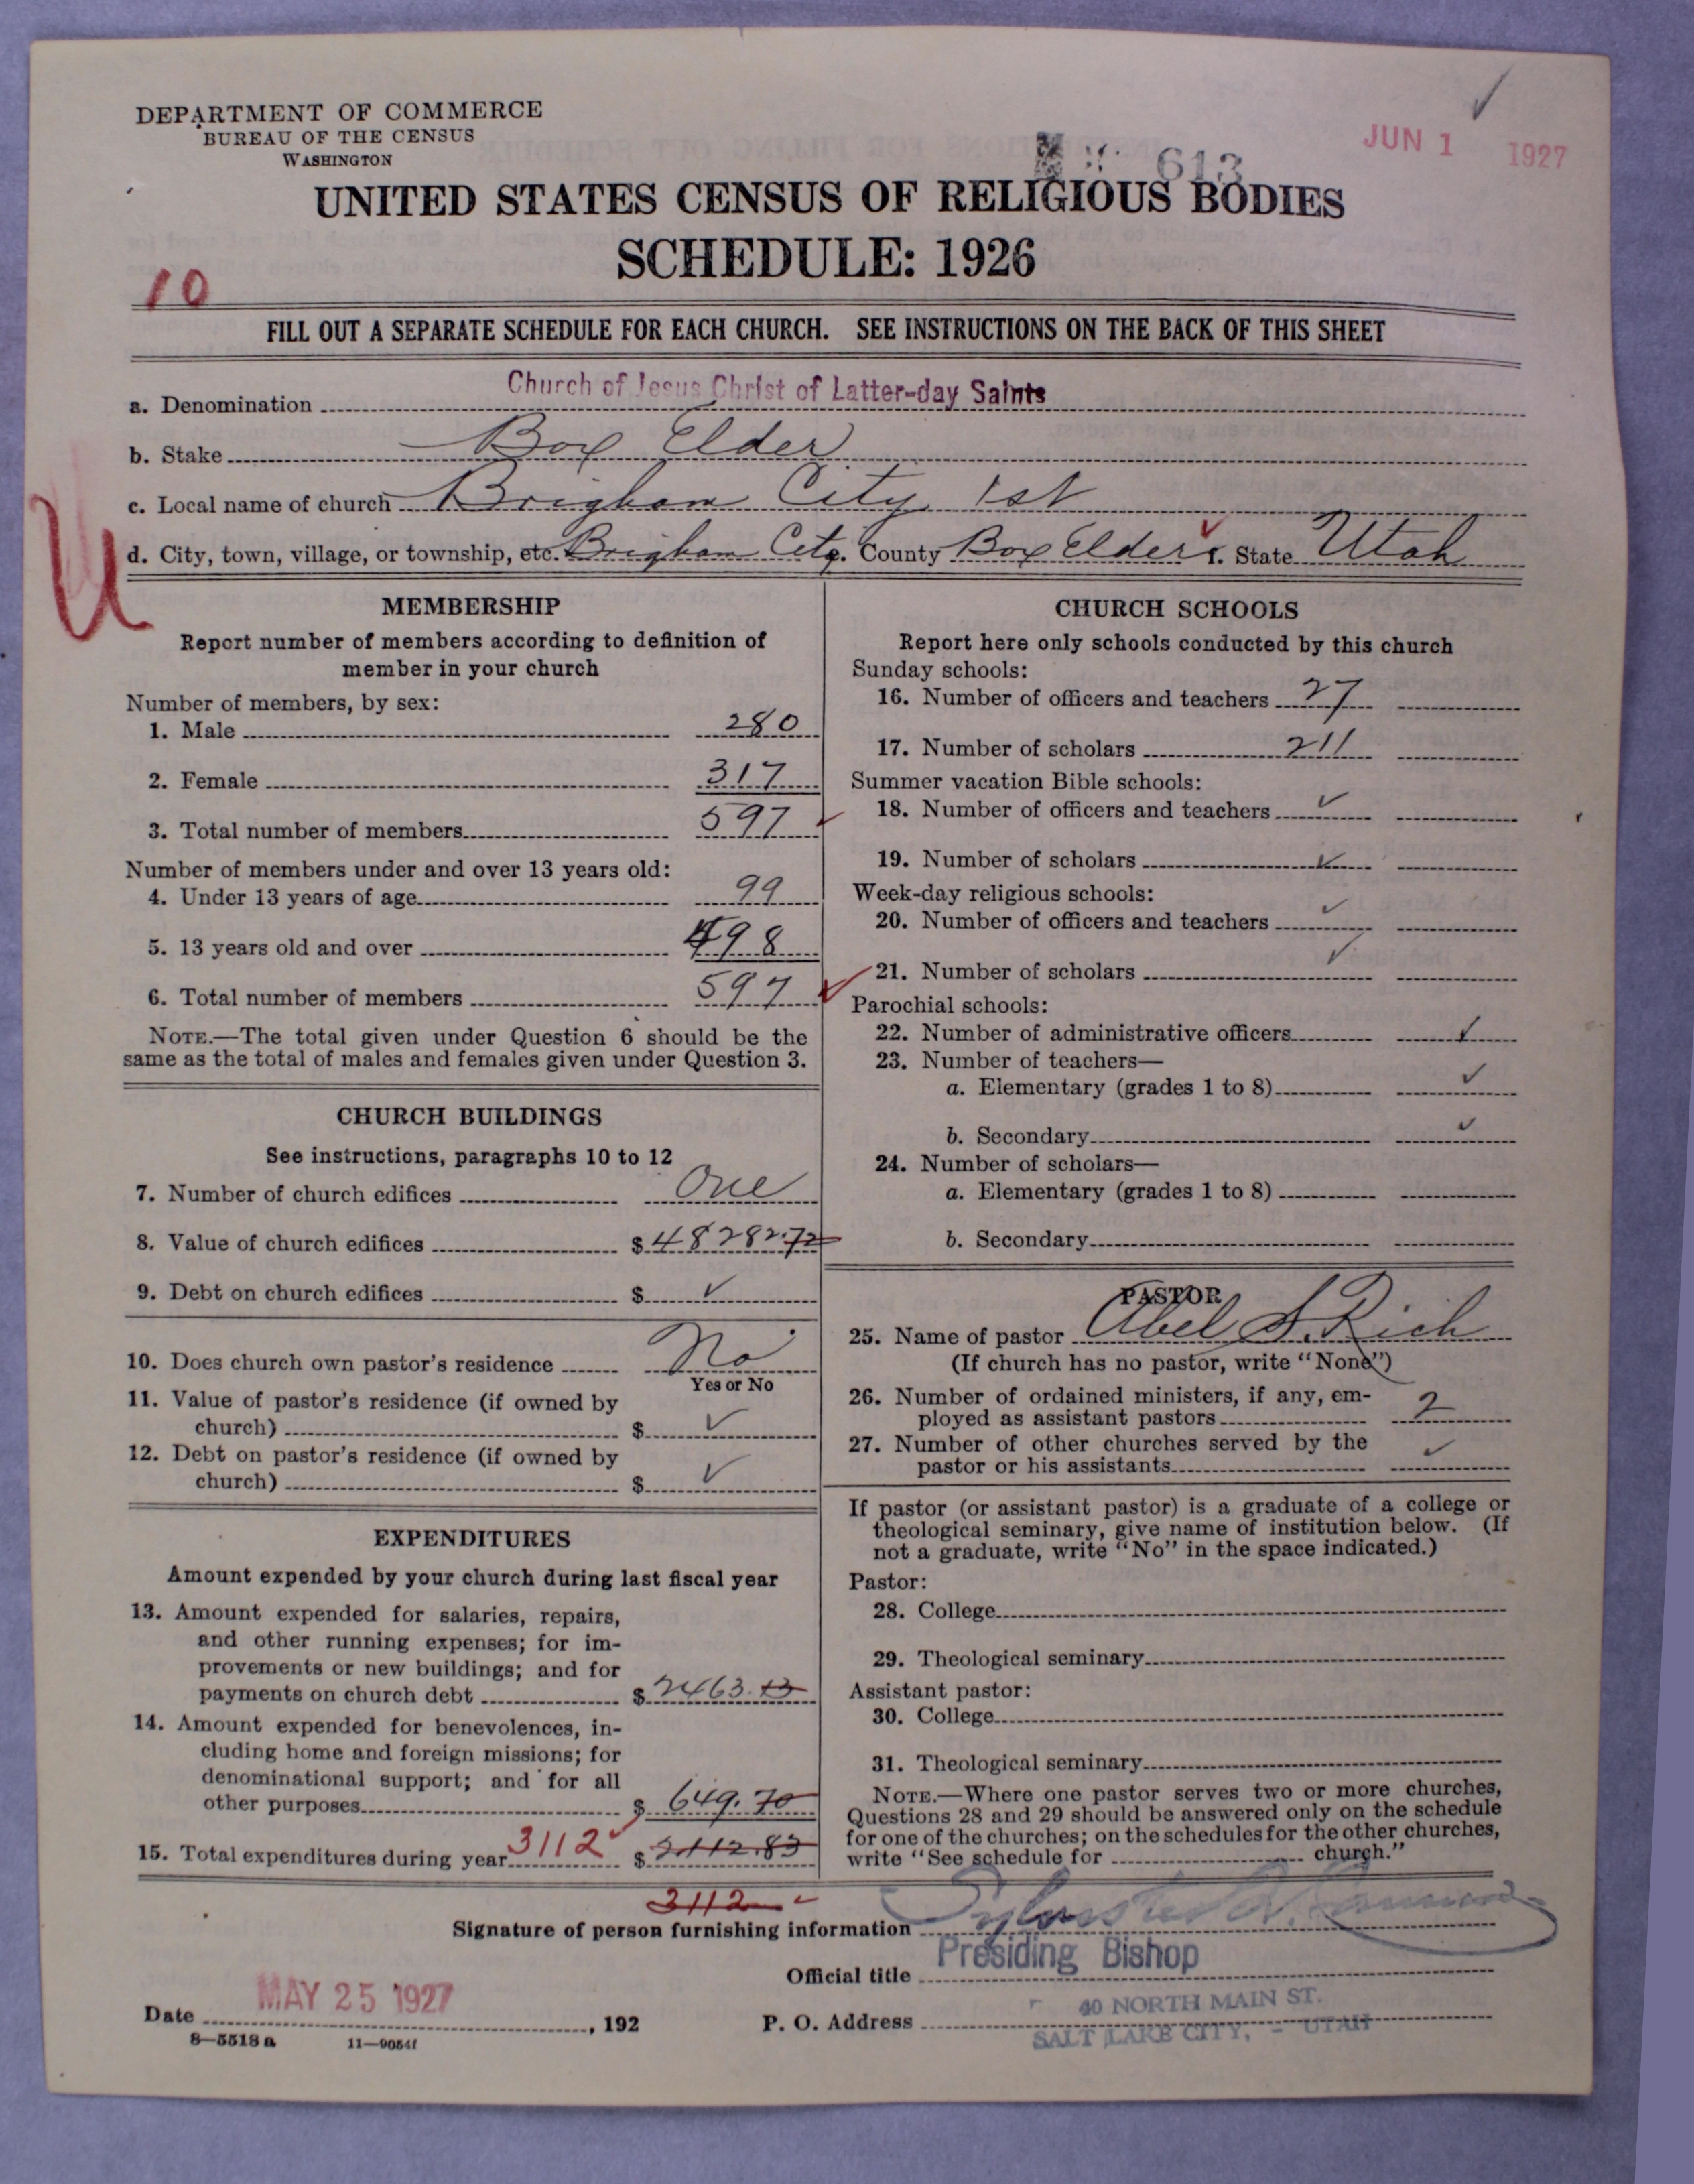 DEPARTMENT OF COMMERCE
BUREAU OF THE CENSUS
WASHINGTON
613
JUN 1 1927
UNITED STATES CENSUS OF RELIGIOUS BODIES
SCHEDULE: 1926
10
FILL OUT A SEPARATE SCHEDULE FOR EACH CHURCH. SEE INSTRUCTIONS ON THE BACK OF THIS SHEET
a. Denomination Church of Jesus Christ of Latter-day Saints
b. Stake Box Elder
c. Local name of church Brigham City 1st
d. City, town, village, or township, etc. Brigham City. County Box Elder f. State Utah
U
MEMBERSHIP
Report number of members according to definition of
member in your church
Number of members, by sex:
1. Male 280
2. Female 317
3. Total number of members 597 ✓
Number of members under and over 13 years old:
4. Under 13 years of age 99
5. 13 years old and over 498
6. Total number of members 597 ✓
NOTE.—The total given under Question 6 should be the
same as the total of males and females given under Question 3.
CHURCH BUILDINGS
See instructions, paragraphs 10 to 12
7. Number of church edifices One
8. Value of church edifices $ 48282.72
9. Debt on church edifices $ ✓
10. Does church own pastor's residence No
Yes or No
11. Value of pastor's residence (if owned by
church) $ ✓
12. Debt on pastor's residence (if owned by
church) $ ✓
EXPENDITURES
Amount expended by your church during last fiscal year
13. Amount expended for salaries, repairs,
and other running expenses; for im-
provements or new buildings; and for
payments on church debt $ 2463.13
14. Amount expended for benevolences, in-
cluding home and foreign missions; for
denominational support; and for all
other purposes $ 649.70
15. Total expenditures during year 3112 ✓ $ 3112.83
3112
CHURCH SCHOOLS
Report here only schools conducted by this church
Sunday schools:
16. Number of officers and teachers 27
17. Number of scholars 211
Summer vacation Bible schools:
18. Number of officers and teachers ✓
19. Number of scholars ✓
Week-day religious schools:
20. Number of officers and teachers ✓
21. Number of scholars ✓
Parochial schools:
22. Number of administrative officers ✓
23. Number of teachers—
a. Elementary (grades 1 to 8) ✓
b. Secondary ✓
24. Number of scholars—
a. Elementary (grades 1 to 8)
b. Secondary
PASTOR
25. Name of pastor Abel S. Rich
(If church has no pastor, write "None")
26. Number of ordained ministers, if any, em-
ployed as assistant pastors 2
27. Number of other churches served by the
pastor or his assistants ✓
If pastor (or assistant pastor) is a graduate of a college or
theological seminary, give name of institution below. (If
not a graduate, write "No" in the space indicated.)
Pastor:
28. College
29. Theological seminary
Assistant pastor:
30. College
31. Theological seminary
NOTE.—Where one pastor serves two or more churches,
Questions 28 and 29 should be answered only on the schedule
for one of the churches; on the schedules for the other churches,
write "See schedule for church."
Signature of person furnishing information Sylvester Q. Cannon
Official title Presiding Bishop
Date MAY 25 1927, 192
P. O. Address 40 NORTH MAIN ST.
SALT LAKE CITY, - UTAH
8—5518 a 11—9054f